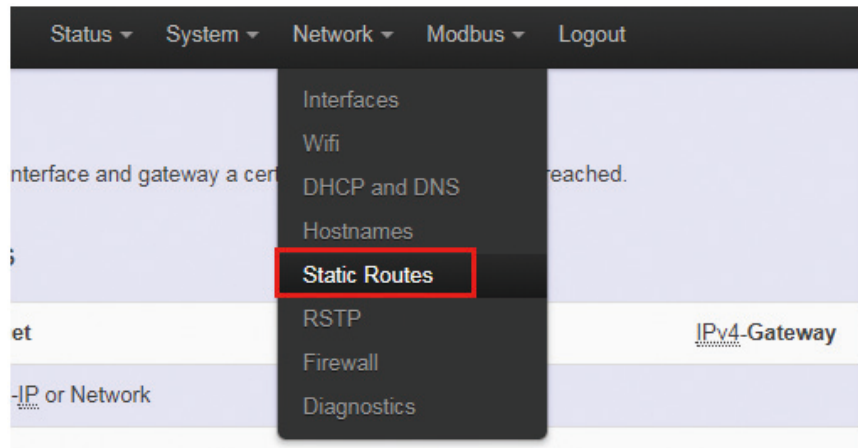 Status System Network Modbus Logout
Interfaces
Wifi
nterface and gateway a cert reached.
DHCP and DNS
Hostnames
s
Static Routes
RSTP
et IPv4-Gateway
Firewall
-IP or Network
Diagnostics